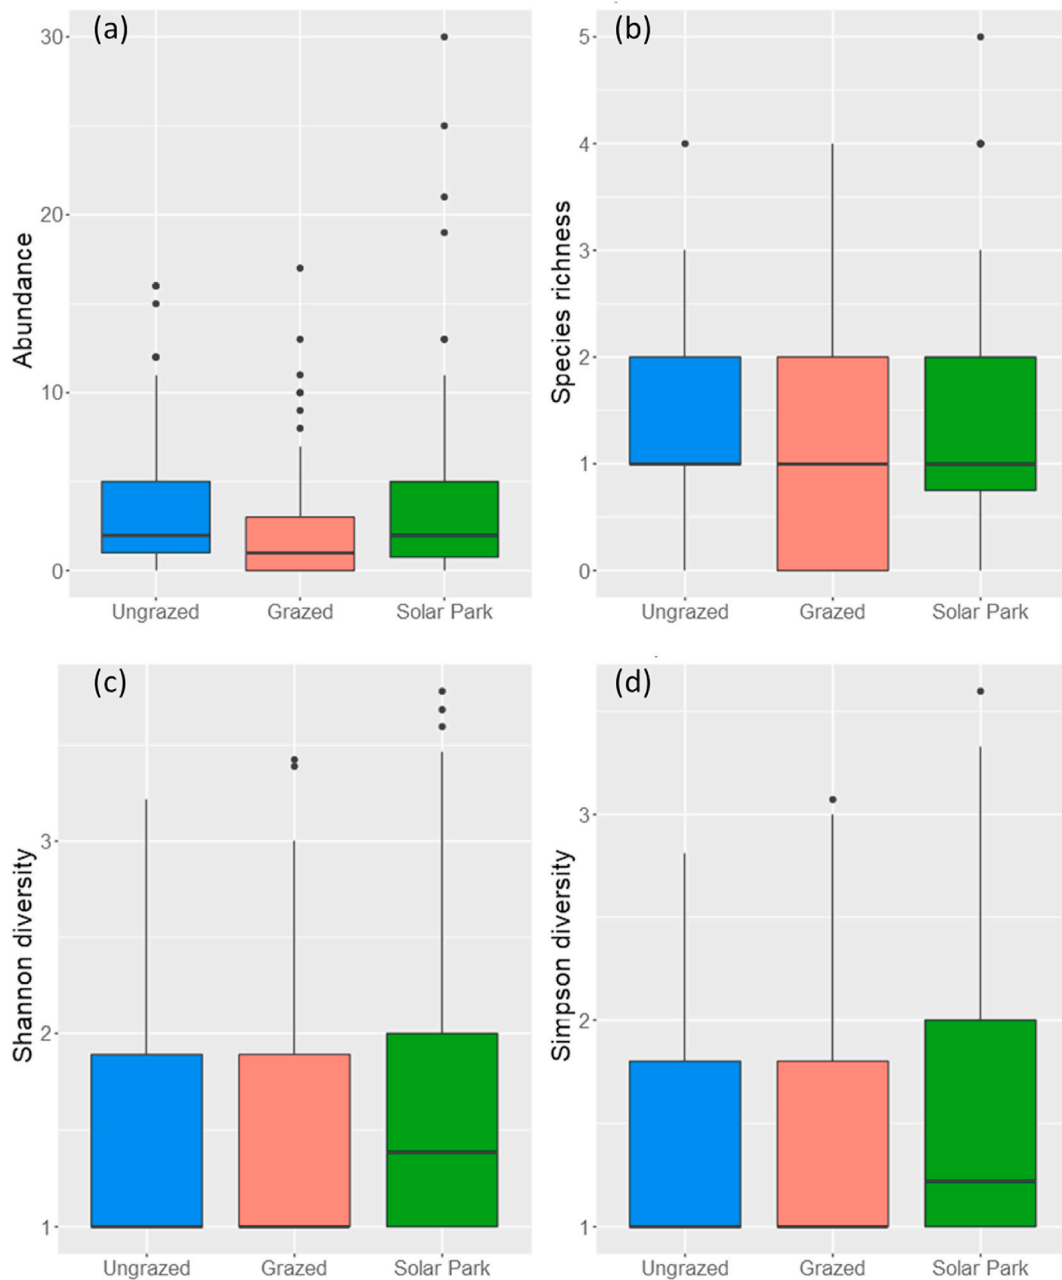 (a)
Abundance
30
20
10
0
Ungrazed Grazed Solar Park
(b)
Species richness
5
4
3
2
1
0
Ungrazed Grazed Solar Park
(c)
Shannon diversity
3
2
1
Ungrazed Grazed Solar Park
(d)
Simpson diversity
3
2
1
Ungrazed Grazed Solar Park